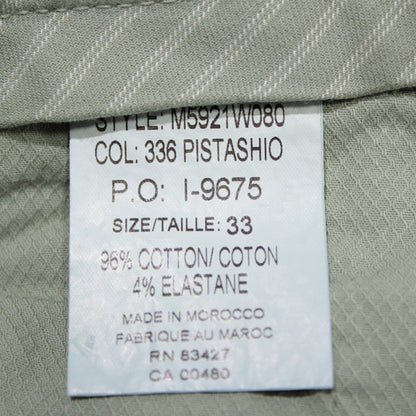 STYLE: M5921W080
COL: 336 PISTASHIO
P.O: I-9675
SIZE/TAILLE: 33
96% COTTON/ COTON
4% ELASTANE
MADE IN MOROCCO
FABRIQUE AU MAROC
RN 83427
CA 00480